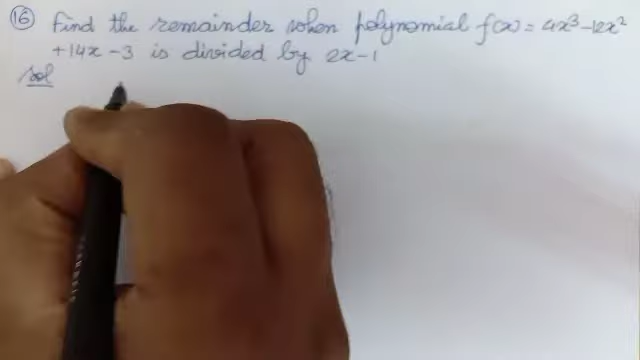 (16) Find the remainder when polynomial f(x) = 4x³ - 12x²
+ 14x - 3 is divided by 2x - 1
Sol